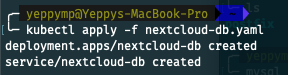 yeppymp@Yeppys-MacBook-Pro
kubectl apply -f nextcloud-db.yaml
deployment.apps/nextcloud-db created
service/nextcloud-db created